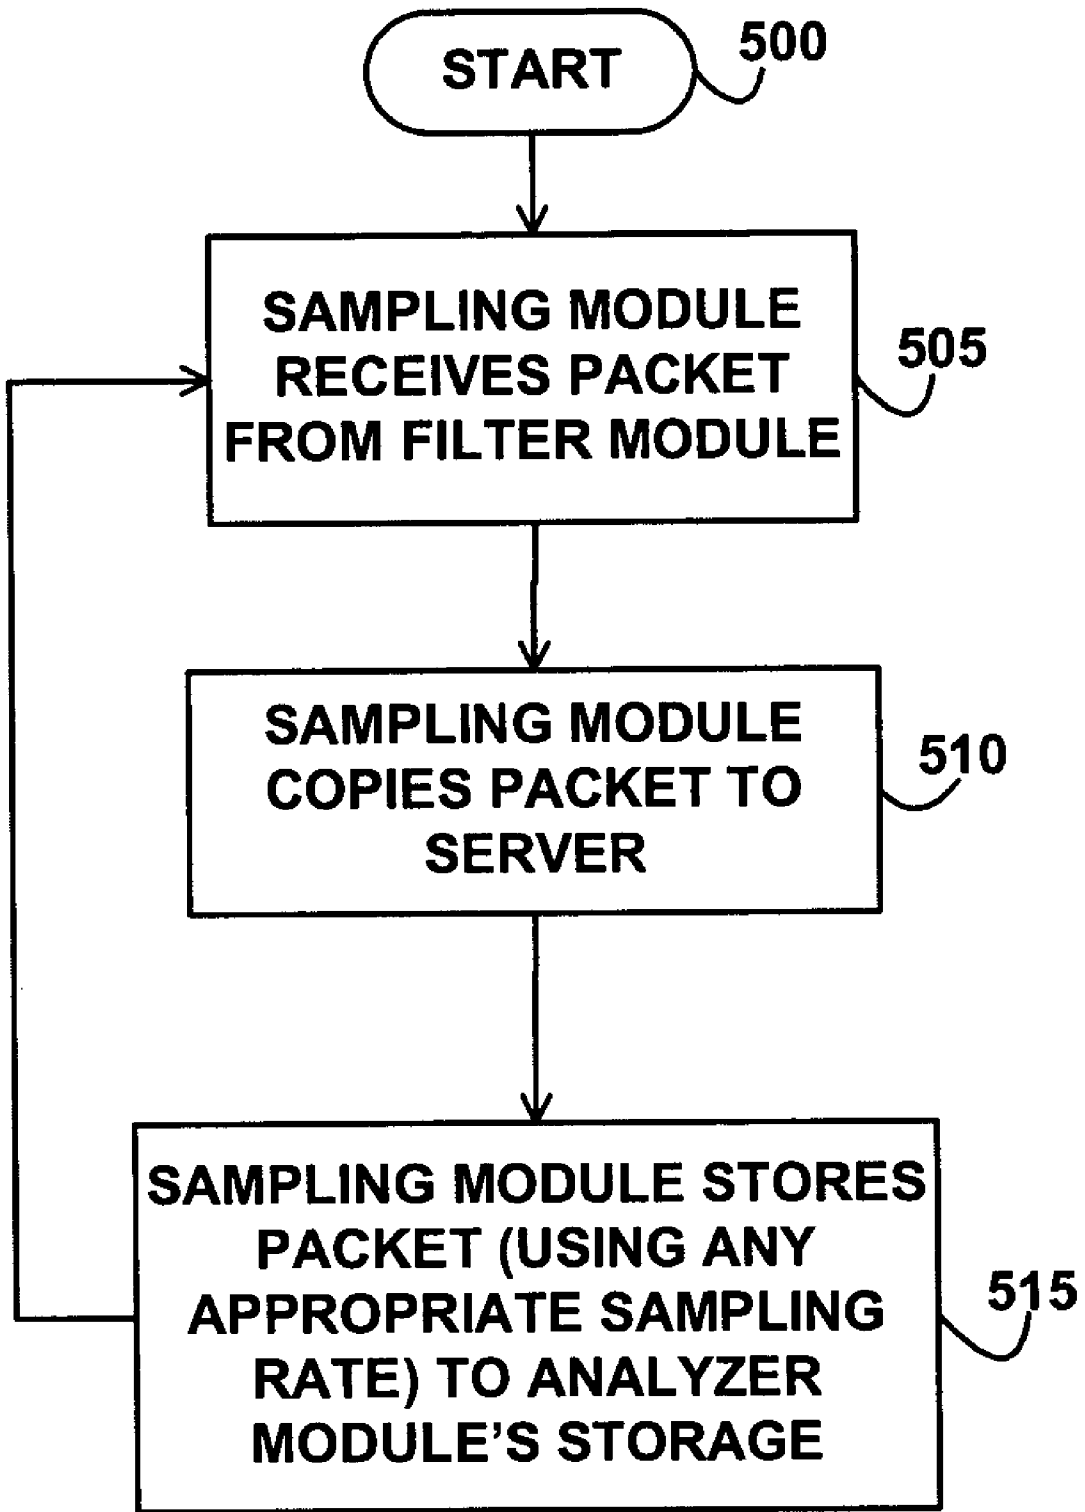 START
500
SAMPLING MODULE
RECEIVES PACKET
FROM FILTER MODULE
505
SAMPLING MODULE
COPIES PACKET TO
SERVER
510
SAMPLING MODULE STORES
PACKET (USING ANY
APPROPRIATE SAMPLING
RATE) TO ANALYZER
MODULE'S STORAGE
515